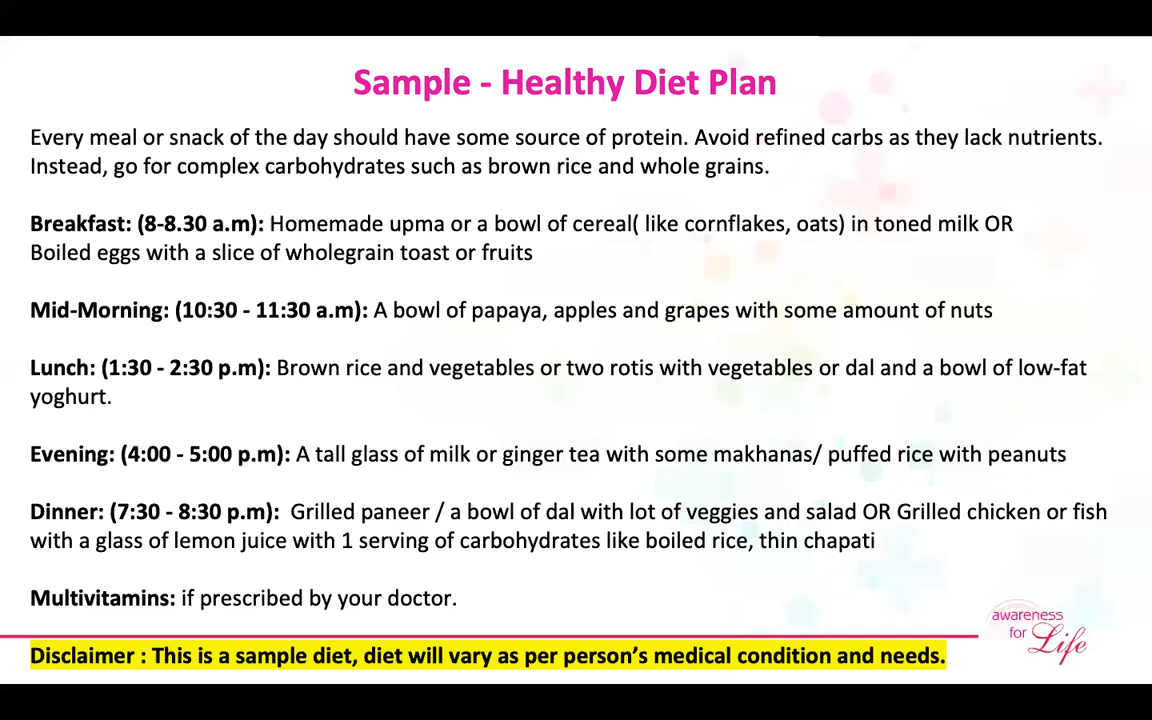 Sample - Healthy Diet Plan
Every meal or snack of the day should have some source of protein. Avoid refined carbs as they lack nutrients.
Instead, go for complex carbohydrates such as brown rice and whole grains.
Breakfast: (8-8.30 a.m): Homemade upma or a bowl of cereal( like cornflakes, oats) in toned milk OR
Boiled eggs with a slice of wholegrain toast or fruits
Mid-Morning: (10:30 - 11:30 a.m): A bowl of papaya, apples and grapes with some amount of nuts
Lunch: (1:30 - 2:30 p.m): Brown rice and vegetables or two rotis with vegetables or dal and a bowl of low-fat
yoghurt.
Evening: (4:00 - 5:00 p.m): A tall glass of milk or ginger tea with some makhanas/ puffed rice with peanuts
Dinner: (7:30 - 8:30 p.m):  Grilled paneer / a bowl of dal with lot of veggies and salad OR Grilled chicken or fish
with a glass of lemon juice with 1 serving of carbohydrates like boiled rice, thin chapati
Multivitamins: if prescribed by your doctor.
awareness
for Life
Disclaimer : This is a sample diet, diet will vary as per person’s medical condition and needs.